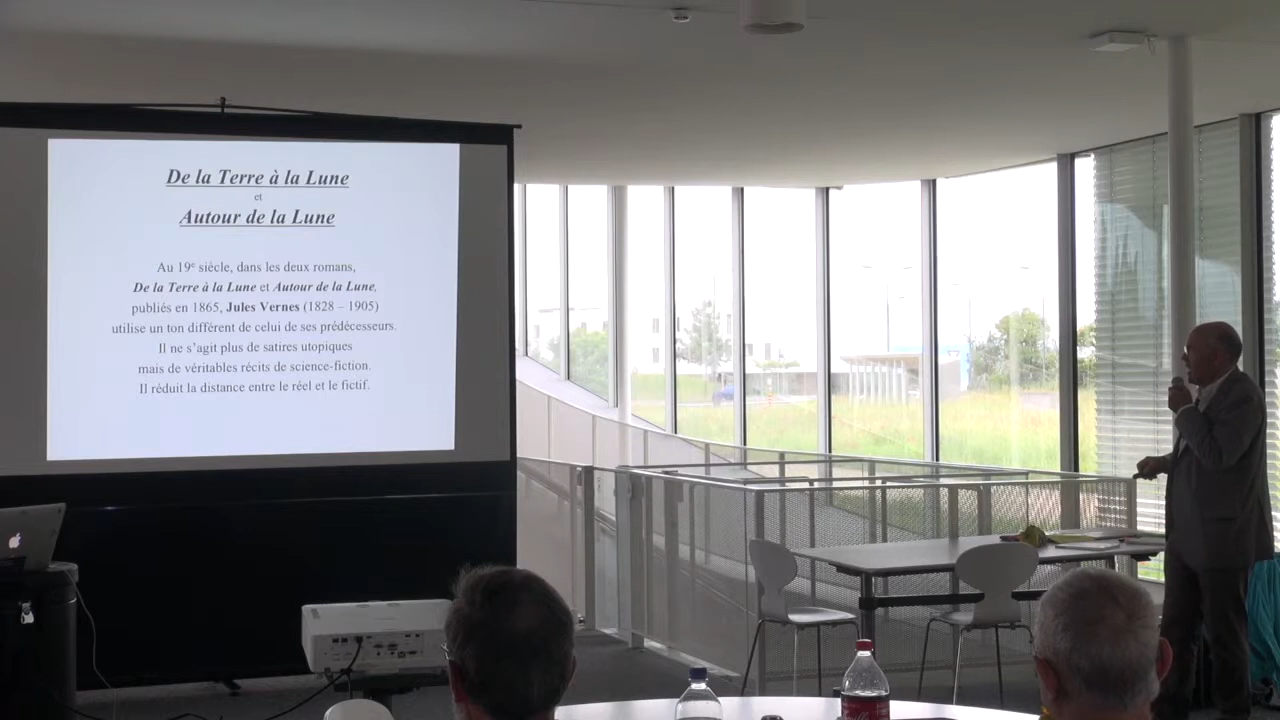 De la Terre à la Lune
et
Autour de la Lune
Au 19e siècle, dans les deux romans,
De la Terre à la Lune et Autour de la Lune,
publiés en 1865, Jules Vernes (1828 – 1905)
utilise un ton différent de celui de ses prédécesseurs.
Il ne s’agit plus de satires utopiques
mais de véritables récits de science-fiction.
Il réduit la distance entre le réel et le fictif.